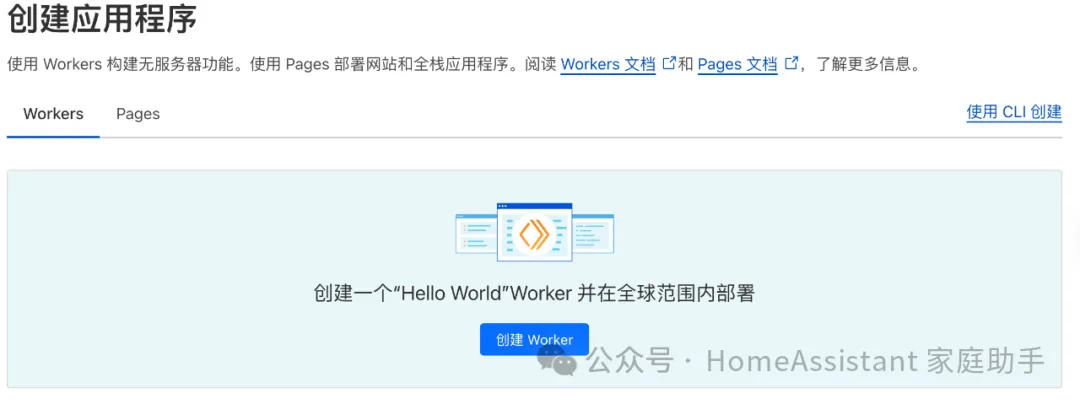 创建应用程序
使用 Workers 构建无服务器功能。使用 Pages 部署网站和全栈应用程序。阅读 Workers 文档 和 Pages 文档 ，了解更多信息。
Workers Pages 使用 CLI 创建
创建一个“Hello World”Worker 并在全球范围内部署
创建 Worker
公众号 · HomeAssistant 家庭助手